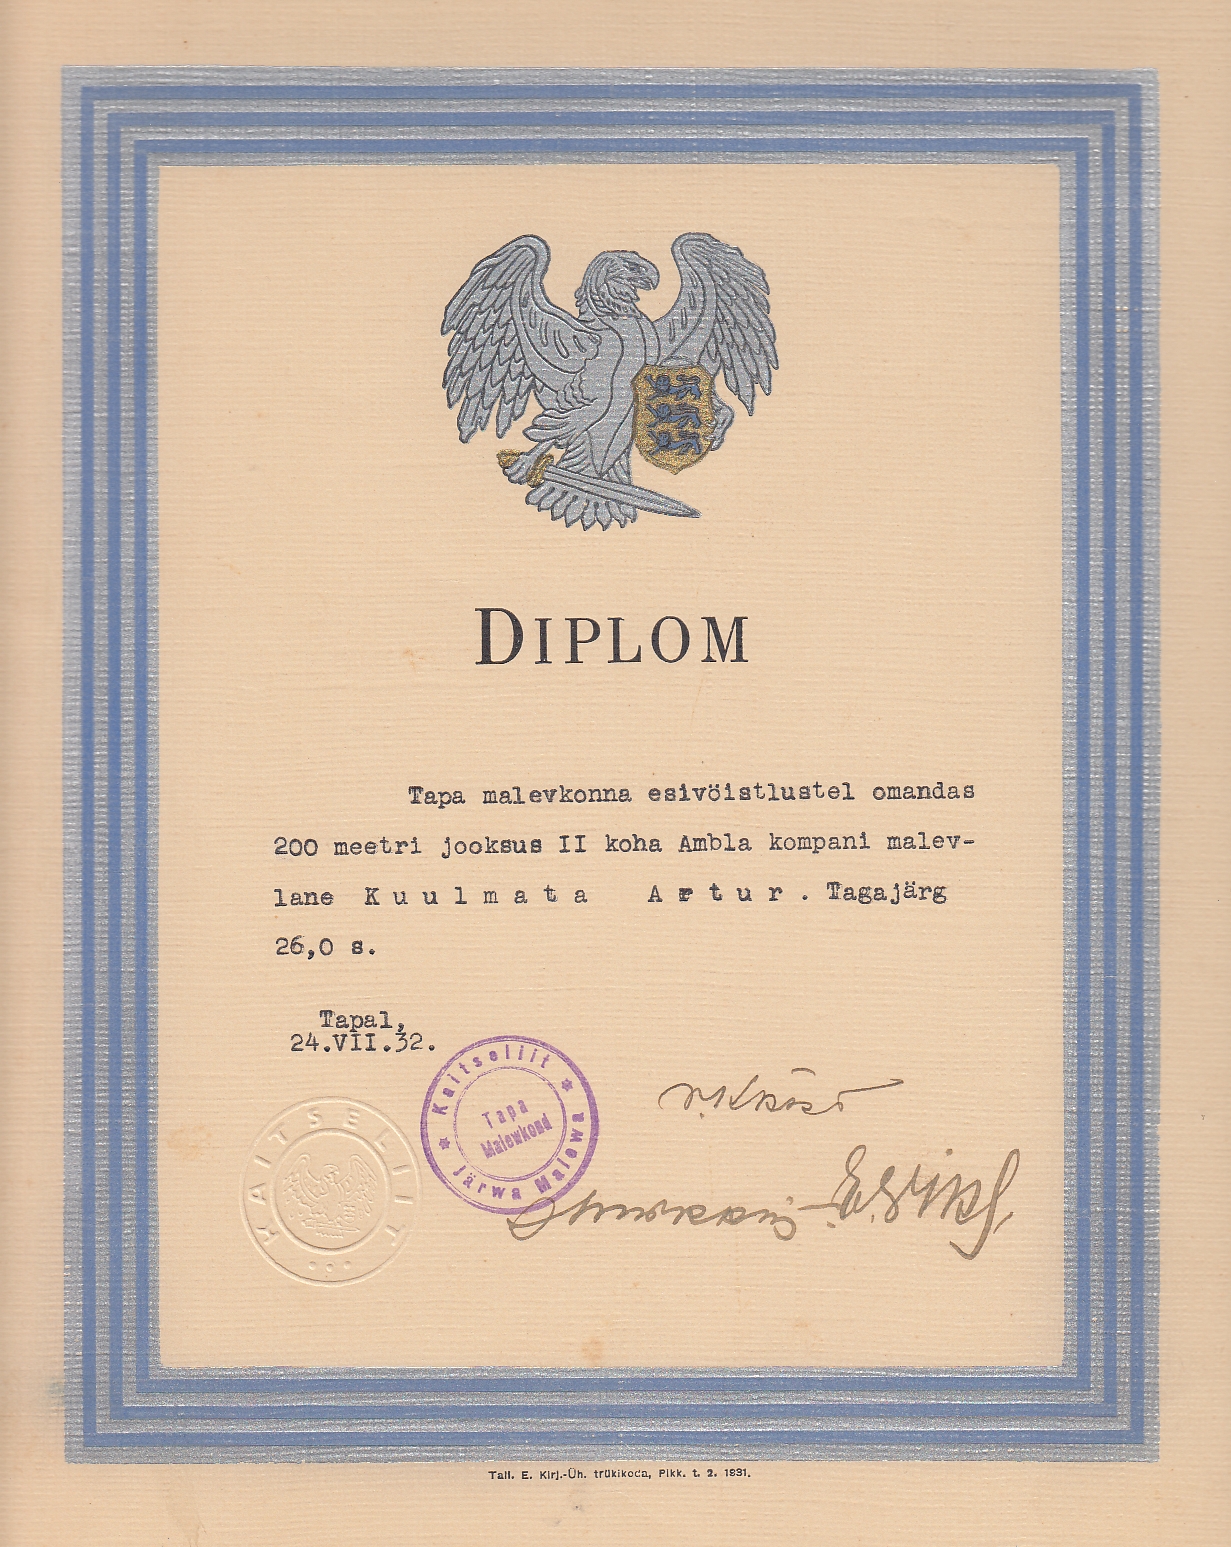 DIPLOM
Tapa malevkonna esivöistlustel omandas
200 meetri jooksus II koha Ambla kompani malev-
lane Kuulmata Artur. Tagajärg
26,0 s.
Tapal,
24.VII.32.
Kaitseliit
Tapa
Malewkond
Järwa Malewa
KAITSELIIT
Tall. E. Kirj.-Üh. trükikoda, Pikk. t. 2. 1931.